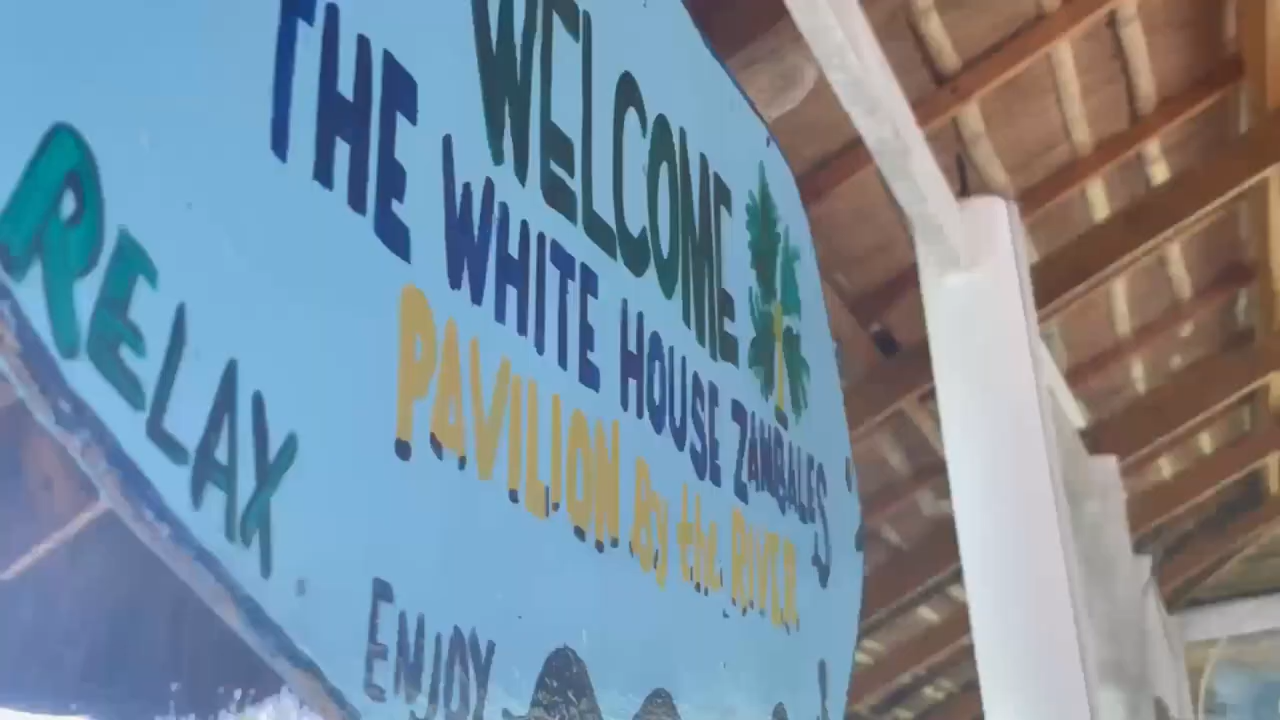 WELCOME
THE WHITE HOUSE ZAMBALES
PAVILION By the RIVER
RELAX
ENJOY